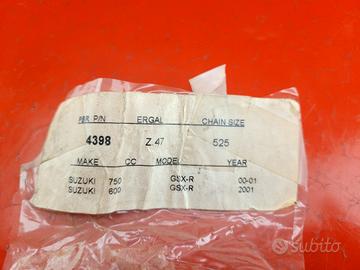 PBR P/N ERGAL CHAIN SIZE
4398 Z.47 525
MAKE CC MODEL YEAR
SUZUKI 750 GSX-R 00-01
SUZUKI 600 GSX-R 2001
subito